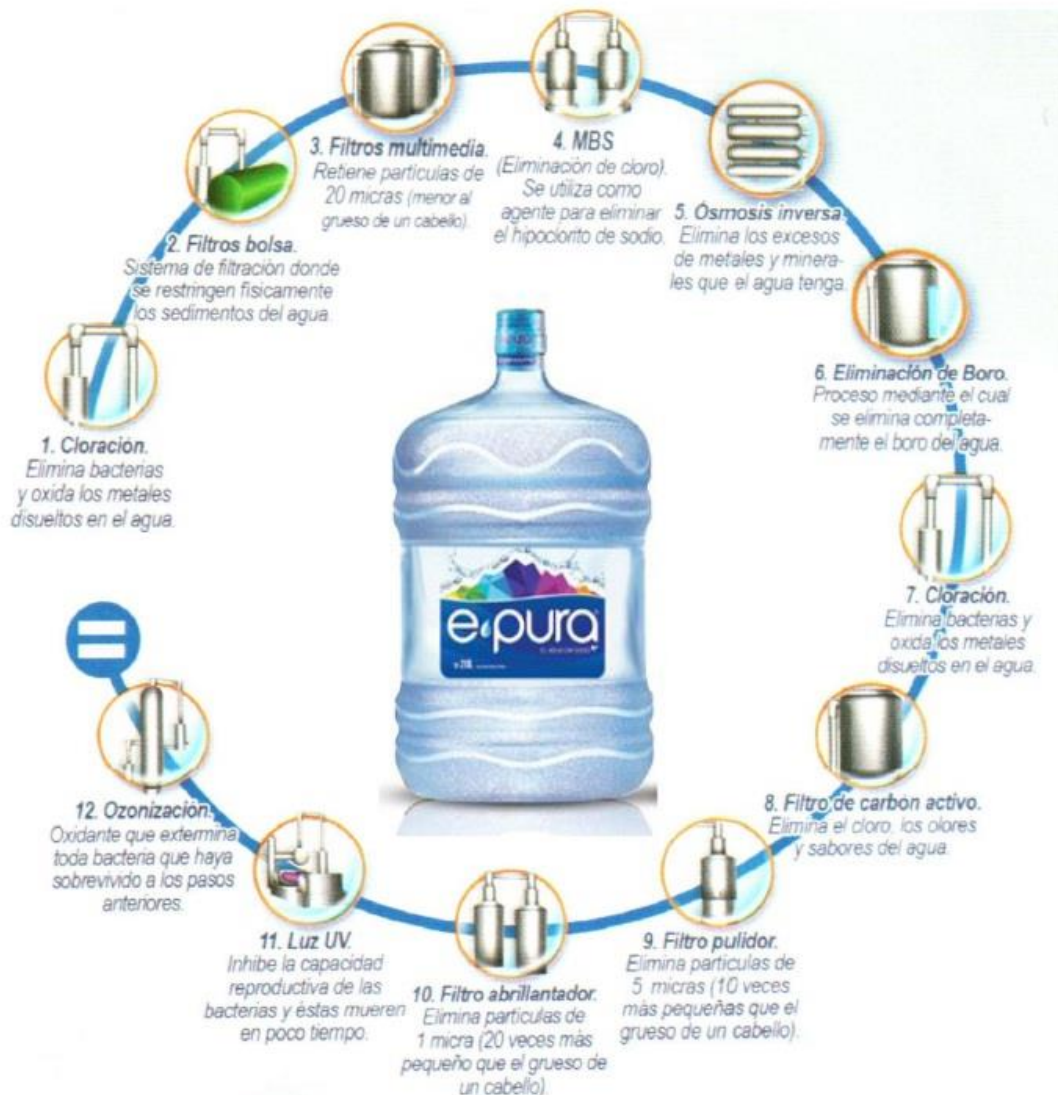 1. Cloración.
Elimina bacterias
y oxida los metales
disueltos en el agua.
2. Filtros bolsa.
Sistema de filtración donde
se restringen físicamente
los sedimentos del agua.
3. Filtros multimedia.
Retiene partículas de
20 micras (menor al
grueso de un cabello).
4. MBS
(Eliminación de cloro).
Se utiliza como
agente para eliminar
el hipoclorito de sodio.
5. Ósmosis inversa
Elimina los excesos
de metales y minera-
les que el agua tenga.
6. Eliminación de Boro.
Proceso mediante el cual
se elimina completa-
mente el boro del agua.
7. Cloración.
Elimina bacterias y
oxida los metales
disueltos en el agua.
8. Filtro de carbón activo.
Elimina el cloro, los olores
y sabores del agua.
9. Filtro pulidor.
Elimina partículas de
5 micras (10 veces
más pequeñas que el
grueso de un cabello).
10. Filtro abrillantador.
Elimina partículas de
1 micra (20 veces más
pequeño que el grueso de
un cabello).
11. Luz UV.
Inhibe la capacidad
reproductiva de las
bacterias y éstas mueren
en poco tiempo.
12. Ozonización.
Oxidante que extermina
toda bacteria que haya
sobrevivido a los pasos
anteriores.
e·pura